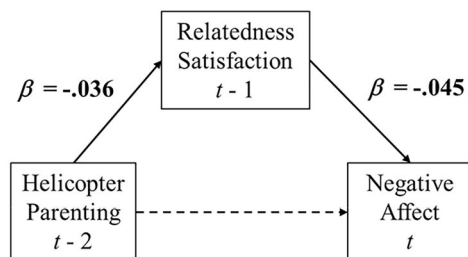 Relatedness
Satisfaction
t - 1
β = -.036
β = -.045
Helicopter
Parenting
t - 2
Negative
Affect
t